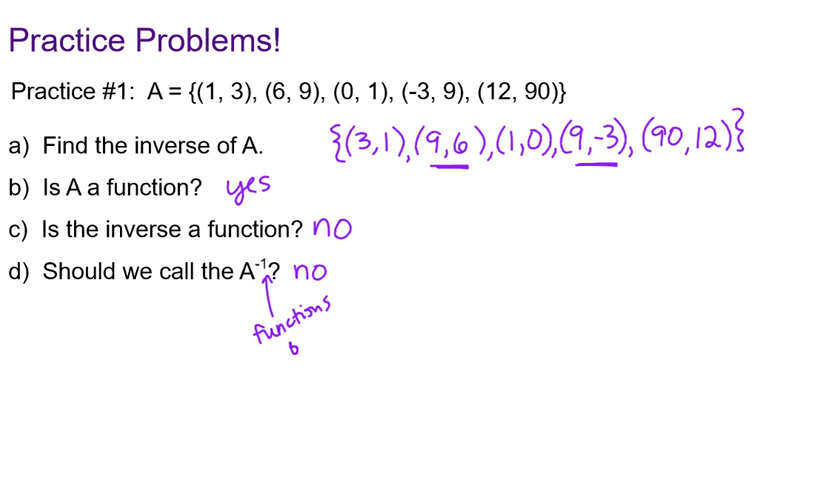 Practice Problems!
Practice #1: A = {(1, 3), (6, 9), (0, 1), (-3, 9), (12, 90)}
a) Find the inverse of A. {(3,1),(9,6),(1,0),(9,-3),(90,12)}
b) Is A a function? yes
c) Is the inverse a function? no
d) Should we call the A⁻¹? no
functions